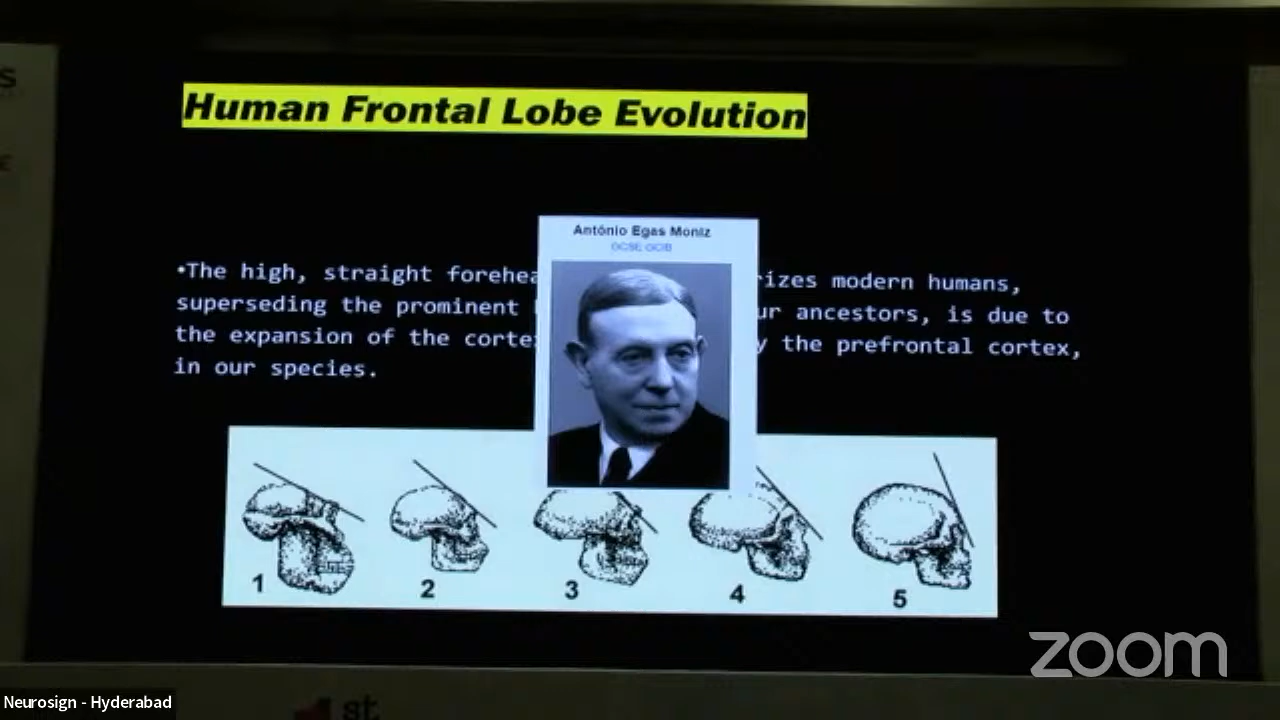 S
Human Frontal Lobe Evolution
António Egas Moniz
GCSE GCIB
•The high, straight forehea rizes modern humans,
superseding the prominent ur ancestors, is due to
the expansion of the corte y the prefrontal cortex,
in our species.
1 2 3 4 5
zoom
Neurosign - Hyderabad
1st